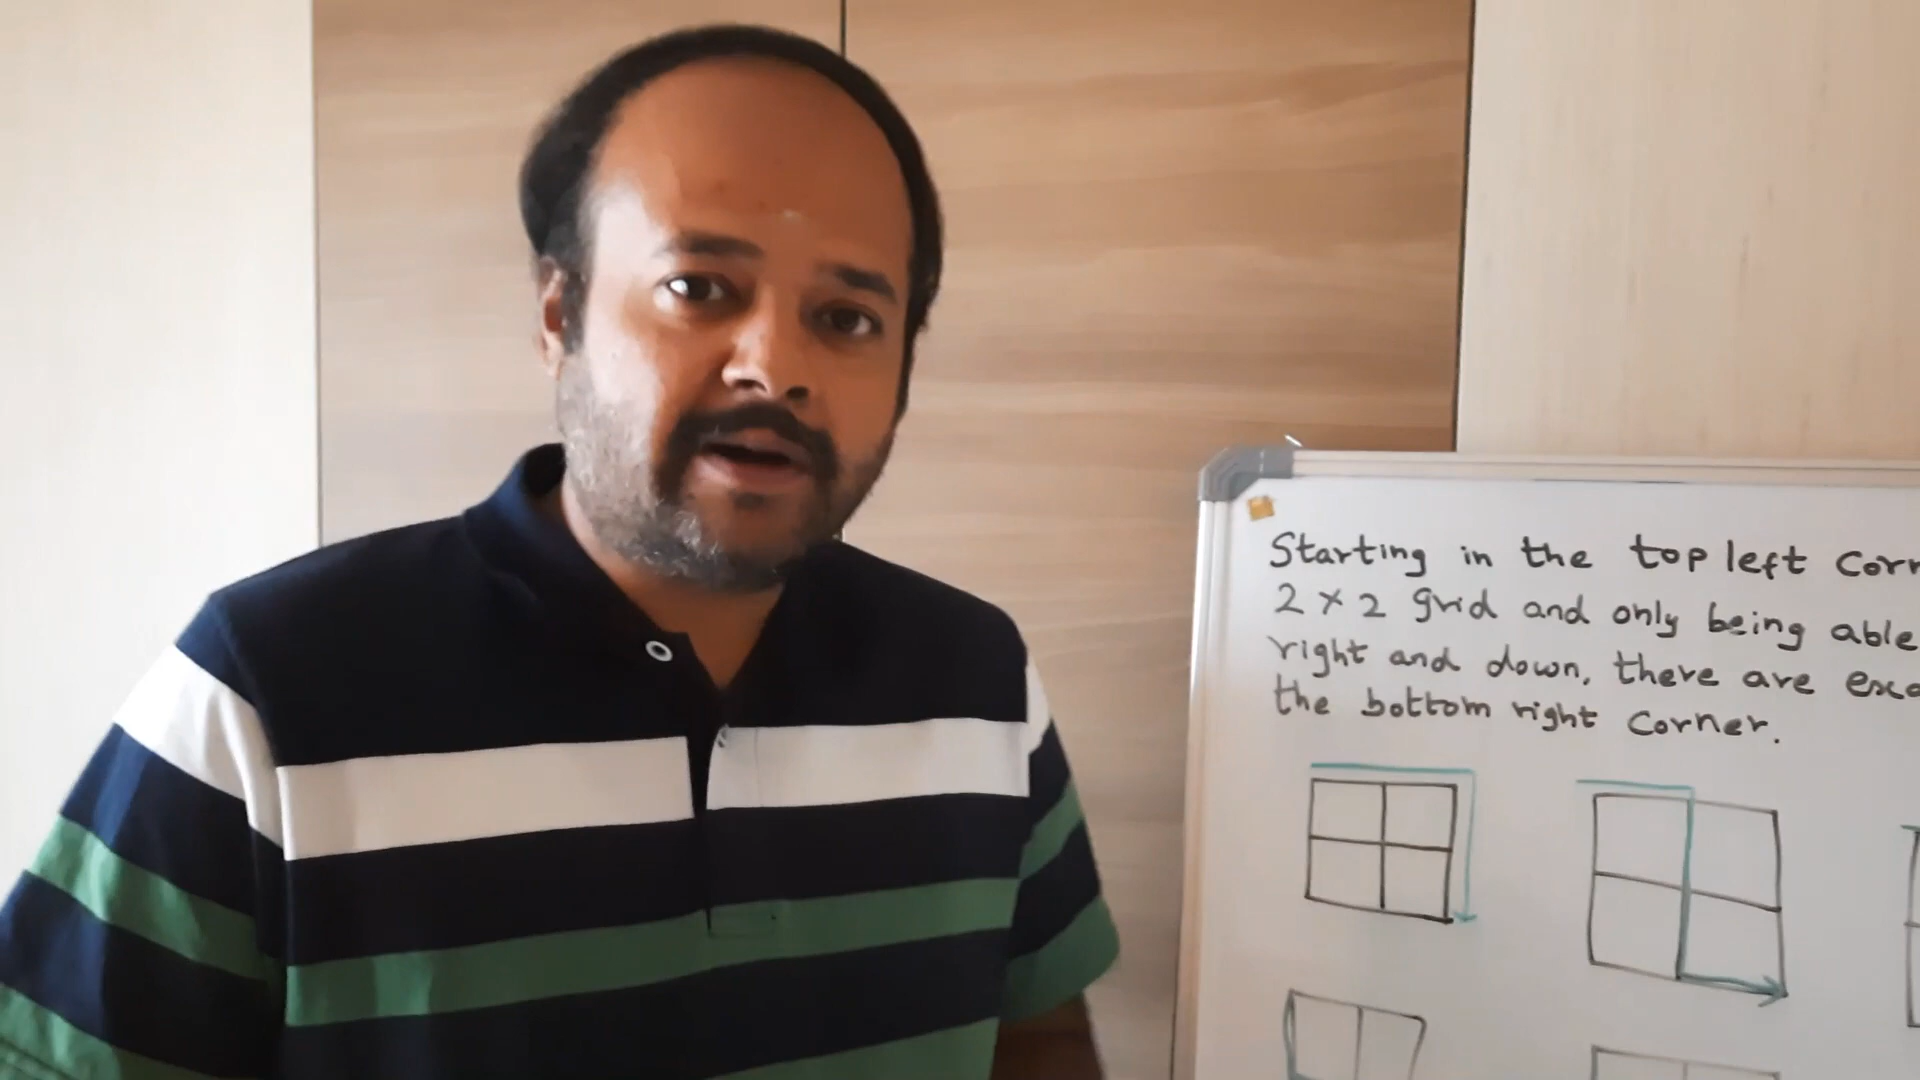 Starting in the top left
2 × 2 grid and only being able
right and down, there are
the bottom right corner.